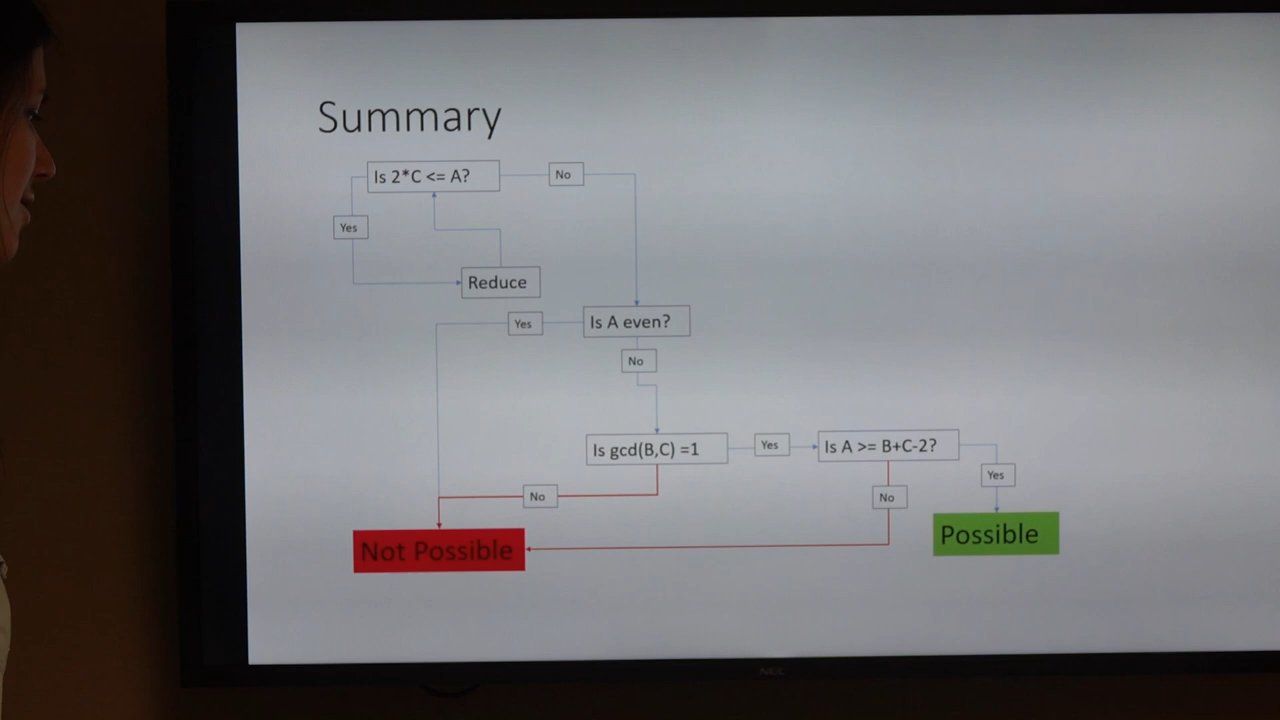 Summary
Is 2*C <= A?
No
Yes
Reduce
Is A even?
Yes
No
Is gcd(B,C) =1
Yes
Is A >= B+C-2?
Yes
No
No
Possible
Not Possible
NEC